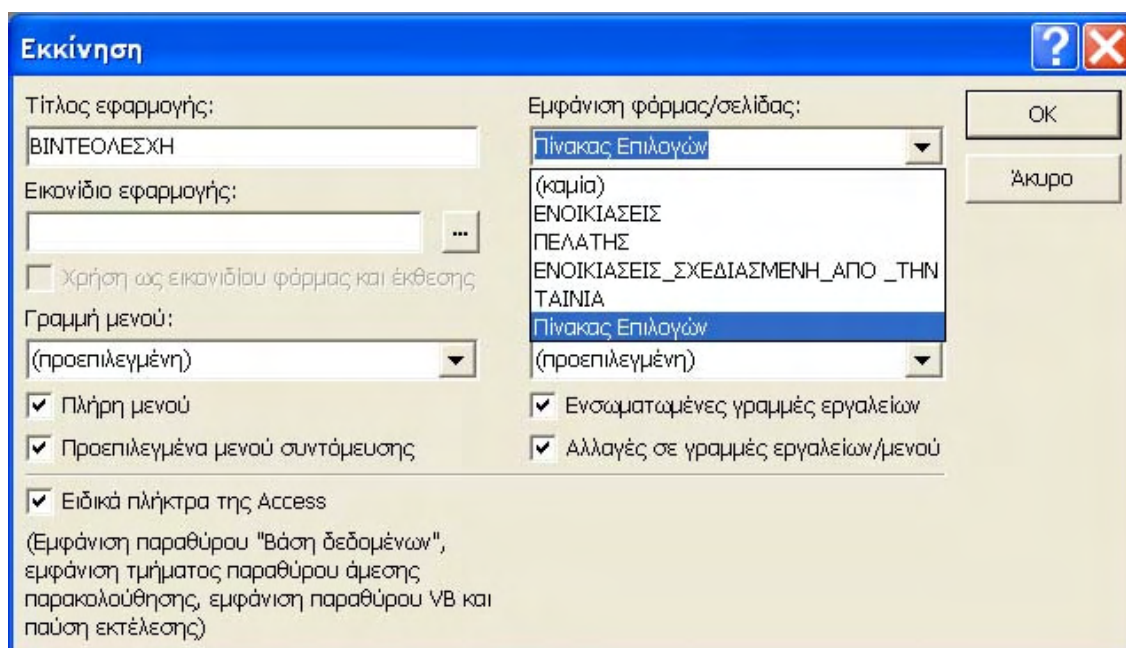 Εκκίνηση
Τίτλος εφαρμογής:
ΒΙΝΤΕΟΛΕΣΧΗ
Εικονίδιο εφαρμογής:
...
Χρήση ως εικονιδίου φόρμας και έκθεσης
Γραμμή μενού:
(προεπιλεγμένη)
Πλήρη μενού
Προεπιλεγμένα μενού συντόμευσης
Εμφάνιση φόρμας/σελίδας:
Πίνακας Επιλογών
(καμία)
ΕΝΟΙΚΙΑΣΕΙΣ
ΠΕΛΑΤΗΣ
ΕΝΟΙΚΙΑΣΕΙΣ_ΣΧΕΔΙΑΣΜΕΝΗ_ΑΠΟ _ΤΗΝ
ΤΑΙΝΙΑ
Πίνακας Επιλογών
(προεπιλεγμένη)
Ενσωματωμένες γραμμές εργαλείων
Αλλαγές σε γραμμές εργαλείων/μενού
OK
Άκυρο
Ειδικά πλήκτρα της Access
(Εμφάνιση παραθύρου "Βάση δεδομένων",
εμφάνιση τμήματος παραθύρου άμεσης
παρακολούθησης, εμφάνιση παραθύρου VB και
παύση εκτέλεσης)